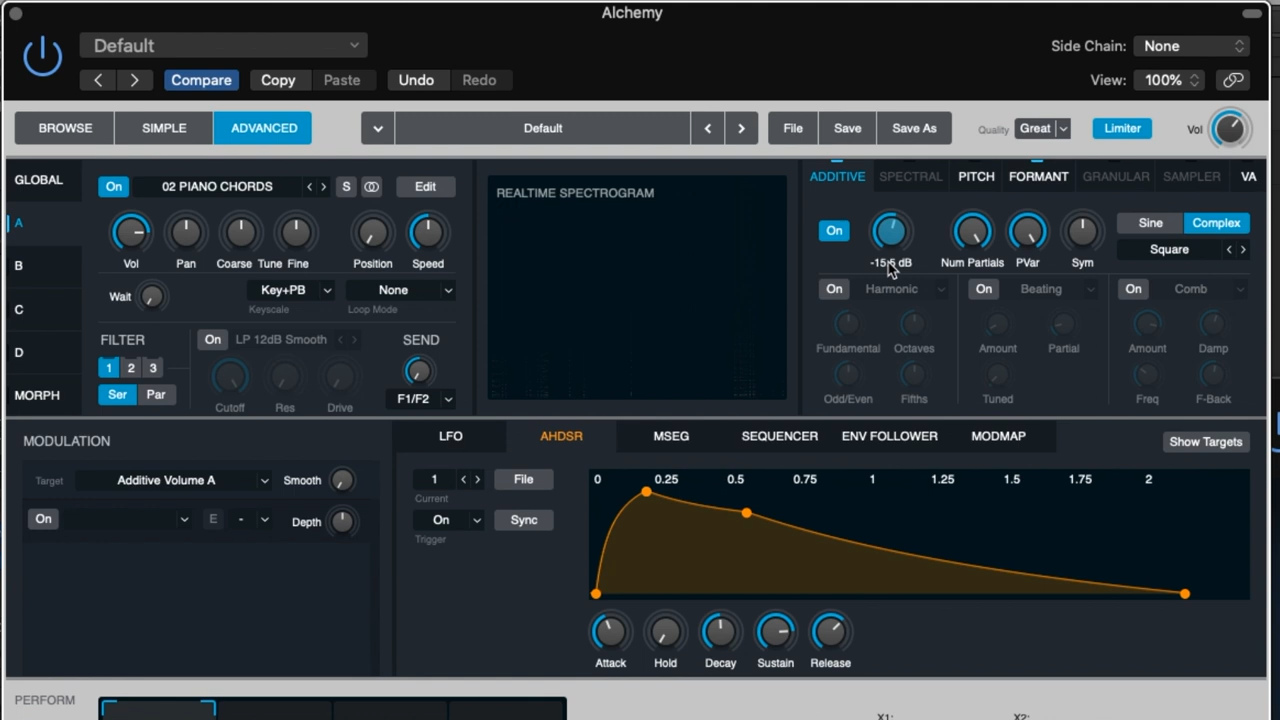 Alchemy
Default
Side Chain: None
Compare Copy Paste Undo Redo
View: 100%
BROWSE SIMPLE ADVANCED
Default
File Save Save As
Quality Great Limiter Vol
GLOBAL
A
B
C
D
MORPH
On 02 PIANO CHORDS S Edit
Vol Pan Coarse Tune Fine Position Speed
Wait Key+PB None
Keyscale Loop Mode
FILTER On LP 12dB Smooth SEND
1 2 3
Ser Par
Cutoff Res Drive F1/F2
REALTIME SPECTROGRAM
ADDITIVE SPECTRAL PITCH FORMANT GRANULAR SAMPLER VA
On Sine Complex
Square
dB Num Partials PVar Sym
On Harmonic On Beating On Comb
Fundamental Octaves Amount Partial Amount Damp
Odd/Even Fifths Tuned Freq F-Back
MODULATION
Target Additive Volume A Smooth
On E - Depth
LFO AHDSR MSEG SEQUENCER ENV FOLLOWER MODMAP Show Targets
1 File
Current
On Sync
Trigger
0 0.25 0.5 0.75 1 1.25 1.5 1.75 2
Attack Hold Decay Sustain Release
PERFORM
X1: X2: